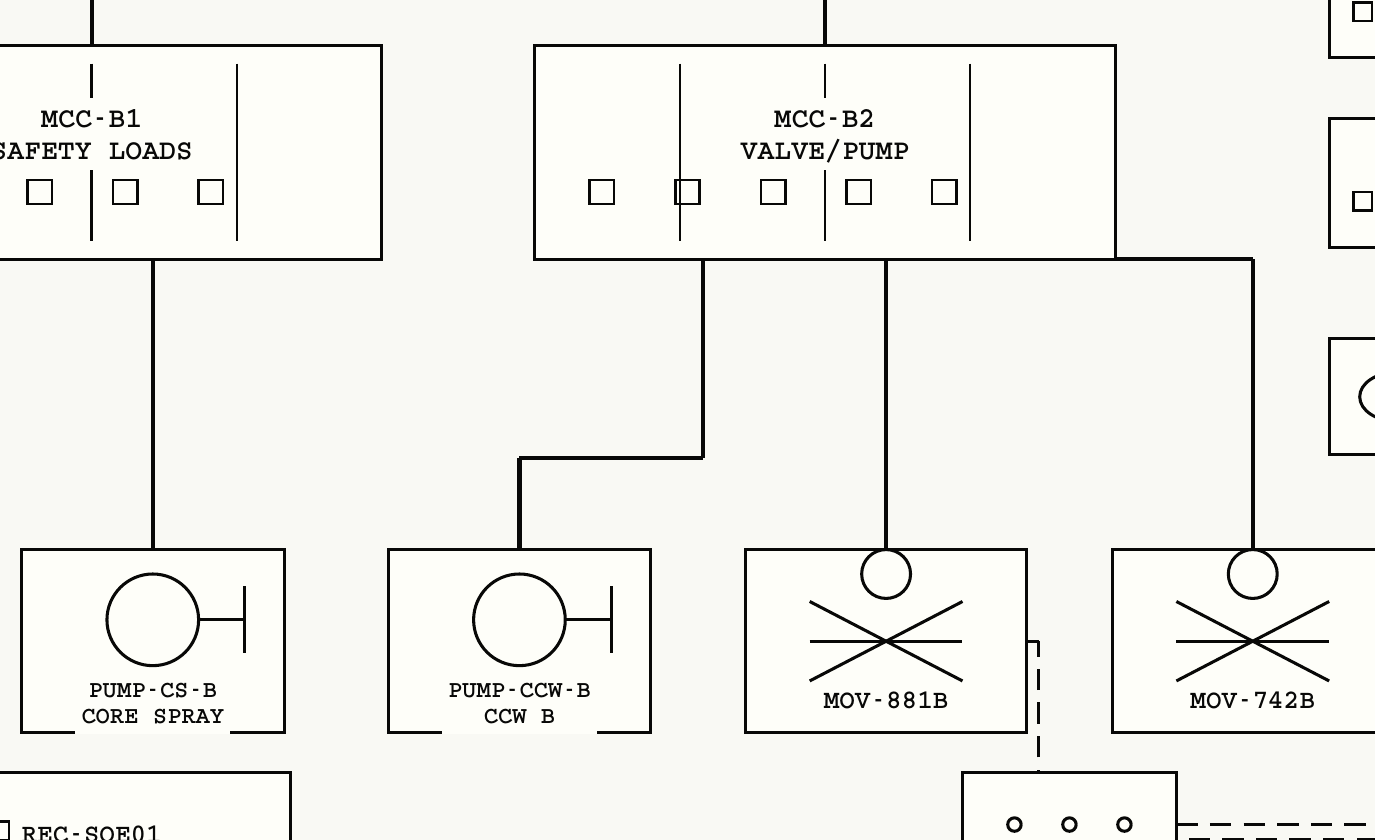 MCC-B1
SAFETY LOADS
MCC-B2
VALVE/PUMP
PUMP-CS-B
CORE SPRAY
PUMP-CCW-B
CCW B
MOV-881B
MOV-742B
REC-SOE01